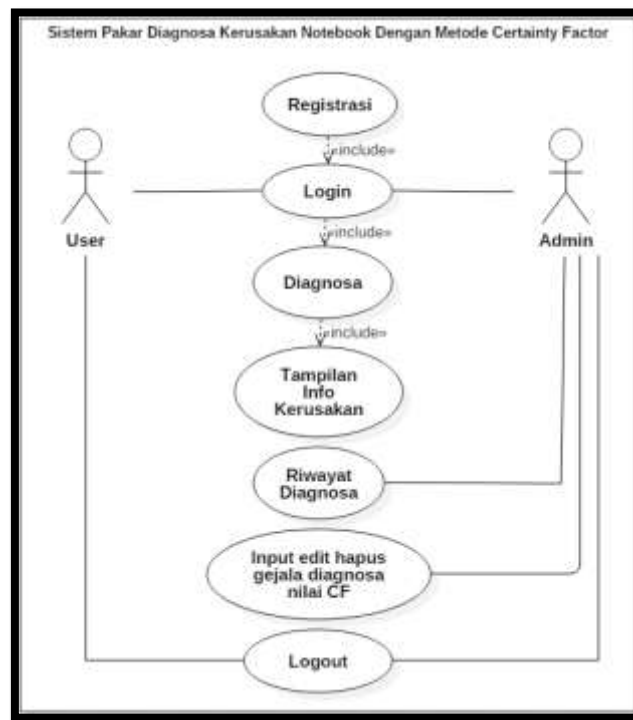 Sistem Pakar Diagnosa Kerusakan Notebook Dengan Metode Certainty Factor
Registrasi
«include»
Login
User
Admin
«include»
Diagnosa
«include»
Tampilan
Info
Kerusakan
Riwayat
Diagnosa
Input edit hapus
gejala diagnosa
nilai CF
Logout